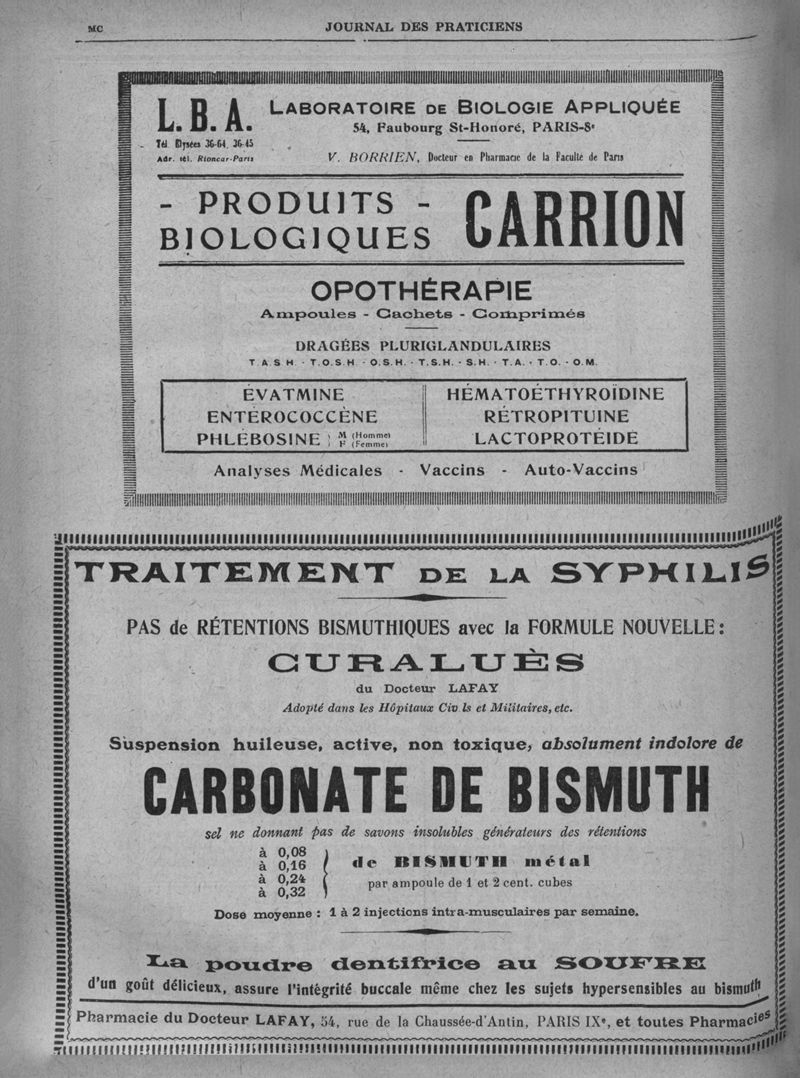 MC
JOURNAL DES PRATICIENS
L.B.A.
LABORATOIRE DE BIOLOGIE APPLIQUÉE
54, Faubourg St-Honoré, PARIS-8e
Tél. Elysées 36-64, 36-45
Adr. tél. Rioncar-Paris
V. BORRIEN, Docteur en Pharmacie de la Faculté de Paris
- PRODUITS -
BIOLOGIQUES
CARRION
OPOTHÉRAPIE
Ampoules - Cachets - Comprimés
DRAGÉES PLURIGLANDULAIRES
T.A.S.H. - T.O.S.H. - O.S.H. - T.S.H. - S.H. - T.A. - T.O. - O.M.
ÉVATMINE
ENTÉROCOCCÈNE
PHLÉBOSINE } M (Homme)
F (Femme)
HÉMATOÉTHYROÏDINE
RÉTROPITUINE
LACTOPROTÉIDE
Analyses Médicales - Vaccins - Auto-Vaccins
TRAITEMENT DE LA SYPHILIS
PAS de RÉTENTIONS BISMUTHIQUES avec la FORMULE NOUVELLE :
CURALUÈS
du Docteur LAFAY
Adopté dans les Hôpitaux Civ ls et Militaires, etc.
Suspension huileuse, active, non toxique, absolument indolore de
CARBONATE DE BISMUTH
sel ne donnant pas de savons insolubles générateurs des rétentions
à 0,08
à 0,16
à 0,24
à 0,32
de BISMUTH métal
par ampoule de 1 et 2 cent. cubes
Dose moyenne : 1 à 2 injections intra-musculaires par semaine.
La poudre dentifrice au SOUFRE
d'un goût délicieux, assure l'intégrité buccale même chez les sujets hypersensibles au bismuth
Pharmacie du Docteur LAFAY, 54, rue de la Chaussée-d'Antin, PARIS IXe, et toutes Pharmacies